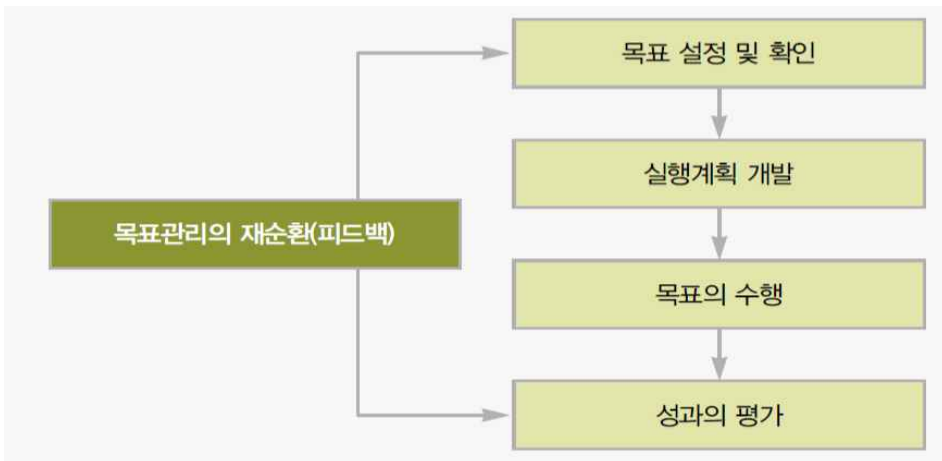 목표 설정 및 확인
실행계획 개발
목표관리의 재순환(피드백)
목표의 수행
성과의 평가